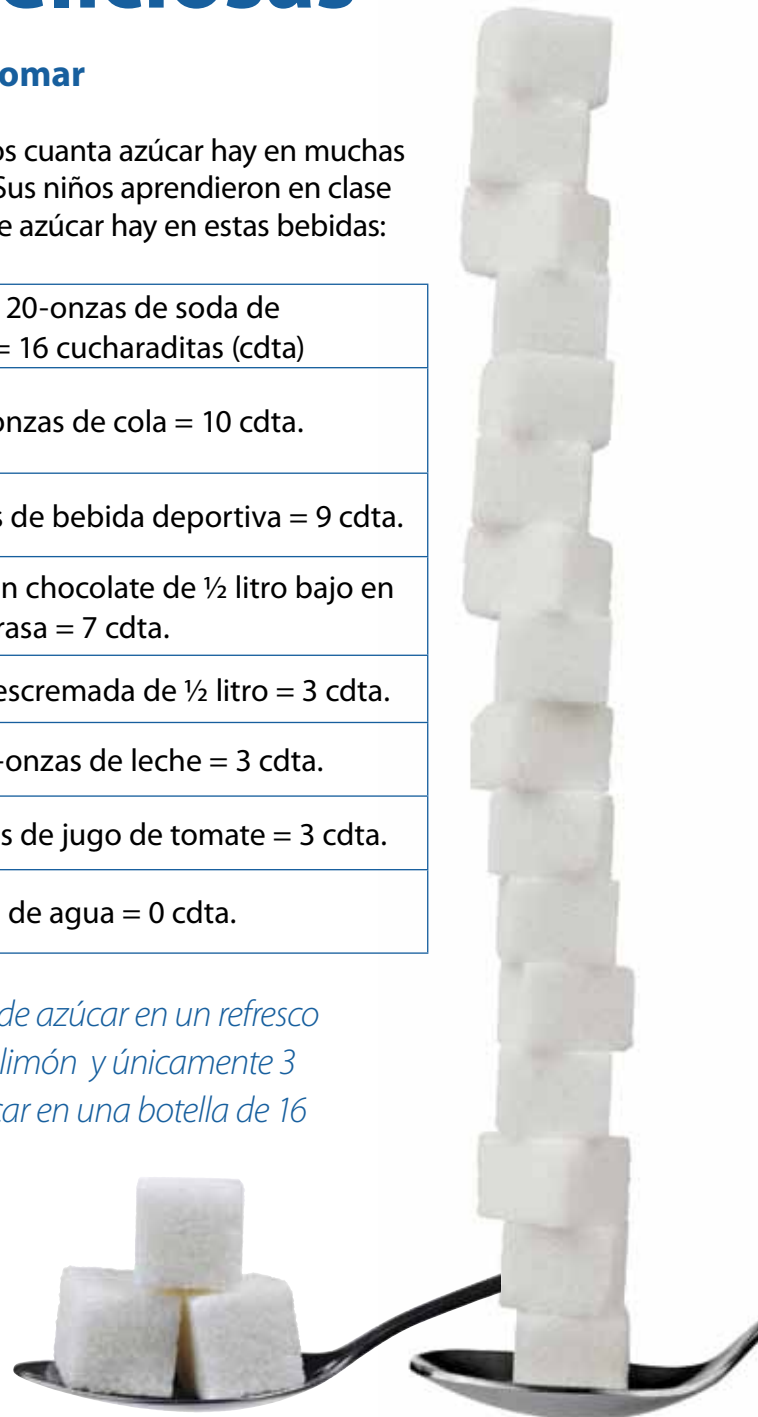 enciosas
omar
os cuanta azúcar hay en muchas
Sus niños aprendieron en clase
e azúcar hay en estas bebidas:
20-onzas de soda de
= 16 cucharaditas (cdta)
onzas de cola = 10 cdta.
s de bebida deportiva = 9 cdta.
n chocolate de ½ litro bajo en
rasa = 7 cdta.
escremada de ½ litro = 3 cdta.
-onzas de leche = 3 cdta.
s de jugo de tomate = 3 cdta.
de agua = 0 cdta.
de azúcar en un refresco
limón y únicamente 3
car en una botella de 16